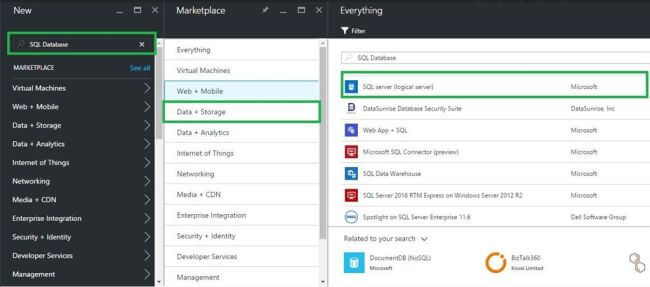 New
SQL Database
MARKETPLACE See all
Virtual Machines
Web + Mobile
Data + Storage
Data + Analytics
Internet of Things
Networking
Media + CDN
Enterprise Integration
Security + Identity
Developer Services
Management
Marketplace
Everything
Virtual Machines
Web + Mobile
Data + Storage
Data + Analytics
Internet of Things
Networking
Media + CDN
Enterprise Integration
Security + Identity
Developer Services
Management
Everything
Filter
SQL Database
SQL server (logical server) Microsoft
DataSunrise Database Security Suite DataSunrise, Inc
Web App + SQL Microsoft
Microsoft SQL Connector (preview) Microsoft
SQL Data Warehouse Microsoft
SQL Server 2016 RTM Express on Windows Server 2012 R2 Microsoft
Spotlight on SQL Server Enterprise 11.6 Dell Software Group
Related to your search
DocumentDB (NoSQL)
Microsoft
BizTalk360
Kovai Limited